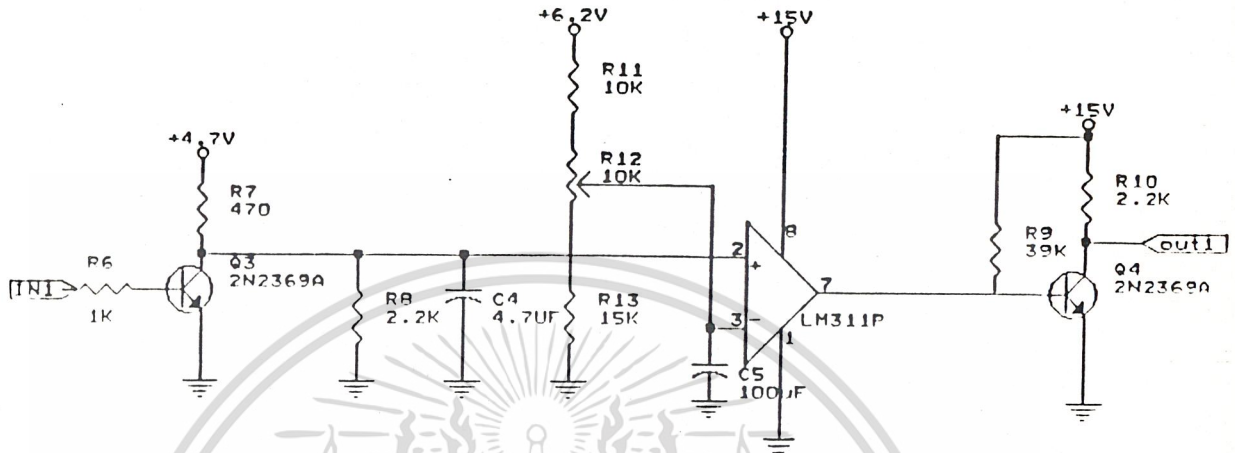 +6.2V
+15V
R11
10K
+4.7V
R12
10K
+15V
R7
470
R10
2.2K
R9
39K
IN1
R6
1K
Q3
2N2369A
R8
2.2K
C4
4.7UF
R13
15K
2
+
8
7
3
-
1
LM311P
C5
100uF
out1
Q4
2N2369A